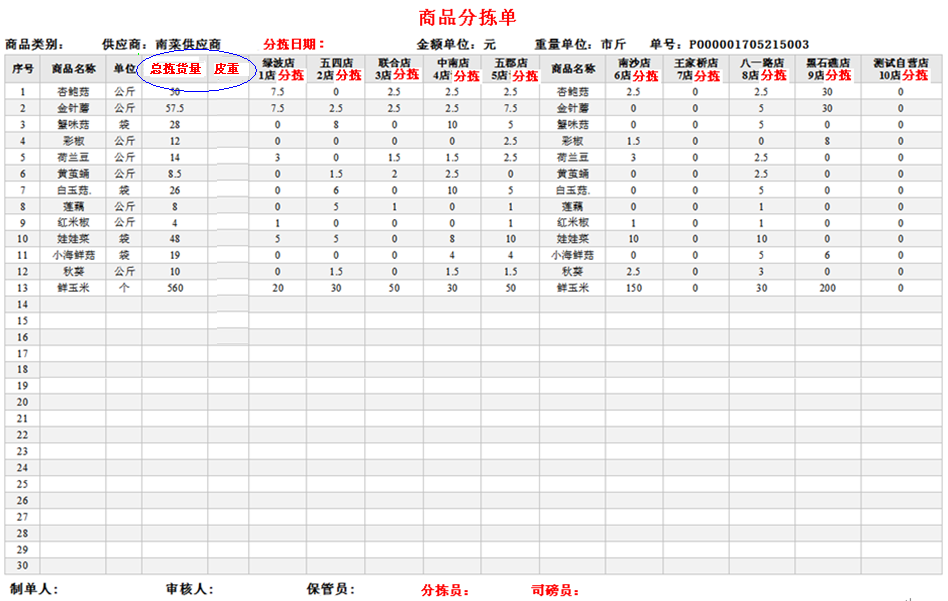 商品分拣单
商品类别： 供应商：南菜供应商 分拣日期： 金额单位：元 重量单位：市斤 单号：P000001705215003
序号 商品名称 单位 总拣货量 皮重 绿波店 1店分拣 五四店 2店分拣 联合店 3店分拣 中南店 4店分拣 五郡店 5店分拣 商品名称 南沙店 6店分拣 王家桥店 7店分拣 八一路店 8店分拣 黑石礁店 9店分拣 测试自营店 10店分拣
1 杏鲍菇 公斤 50 7.5 0 2.5 2.5 2.5 杏鲍菇 2.5 0 2.5 30 0
2 金针蘑 公斤 57.5 7.5 2.5 2.5 2.5 7.5 金针蘑 0 0 5 30 0
3 蟹味菇 袋 28 0 8 0 10 5 蟹味菇 0 0 5 0 0
4 彩椒 公斤 12 0 0 0 0 2.5 彩椒 1.5 0 0 8 0
5 荷兰豆 公斤 14 3 0 1.5 1.5 2.5 荷兰豆 3 0 2.5 0 0
6 黄茧蛹 公斤 8.5 0 1.5 2 2.5 0 黄茧蛹 0 0 2.5 0 0
7 白玉菇. 袋 26 0 6 0 10 5 白玉菇. 0 0 5 0 0
8 莲藕 公斤 8 0 5 1 0 1 莲藕 0 0 1 0 0
9 红米椒 公斤 4 1 0 0 0 1 红米椒 1 0 1 0 0
10 娃娃菜 袋 48 5 5 0 8 10 娃娃菜 10 0 10 0 0
11 小海鲜菇 袋 19 0 0 0 4 4 小海鲜菇 0 0 5 6 0
12 秋葵 公斤 10 0 1.5 0 1.5 1.5 秋葵 2.5 0 3 0 0
13 鲜玉米 个 560 20 30 50 30 50 鲜玉米 150 0 30 200 0
14
15
16
17
18
19
20
21
22
23
24
25
26
27
28
29
30
制单人： 审核人： 保管员： 分拣员： 司磅员：